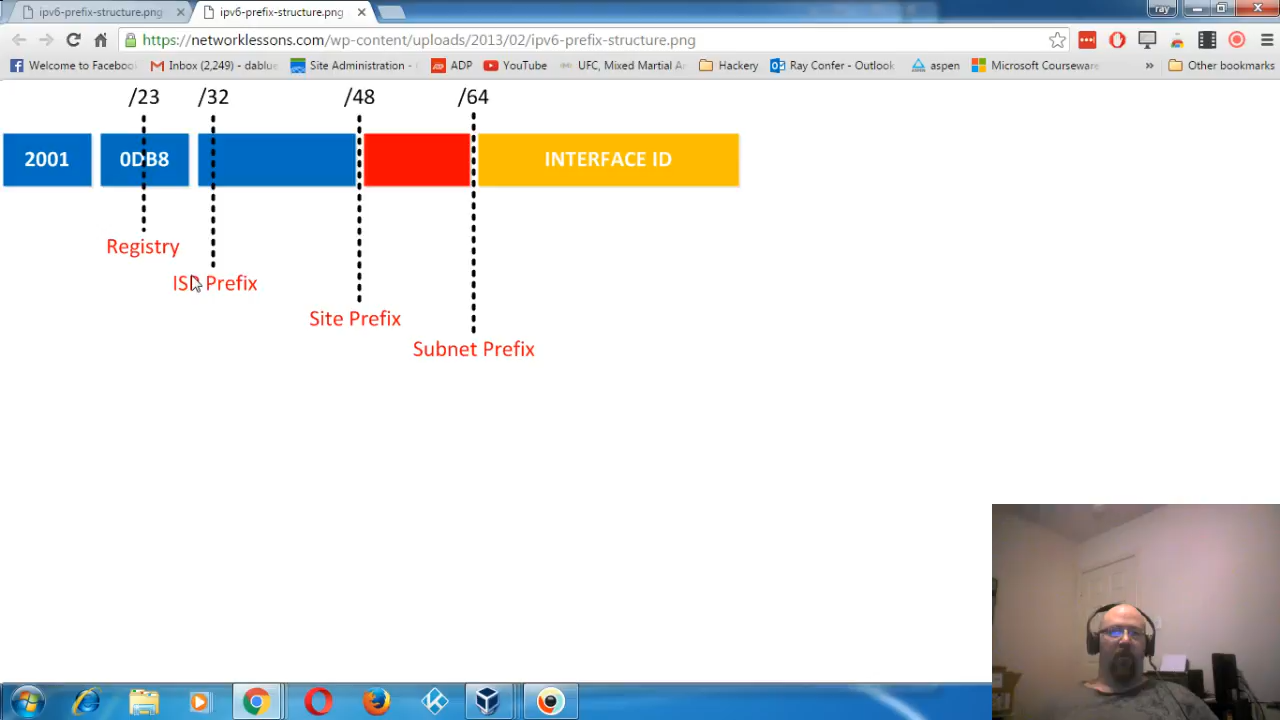 ipv6-prefix-structure.png
ipv6-prefix-structure.png
ray
https://networklessons.com/wp-content/uploads/2013/02/ipv6-prefix-structure.png
Welcome to Facebook Inbox (2,249) - dablue Site Administration - ADP YouTube UFC, Mixed Martial Ar Hackery Ray Confer - Outlook aspen Microsoft Courseware » Other bookmarks
/23 /32 /48 /64
2001 0DB8 INTERFACE ID
Registry
ISP Prefix
Site Prefix
Subnet Prefix